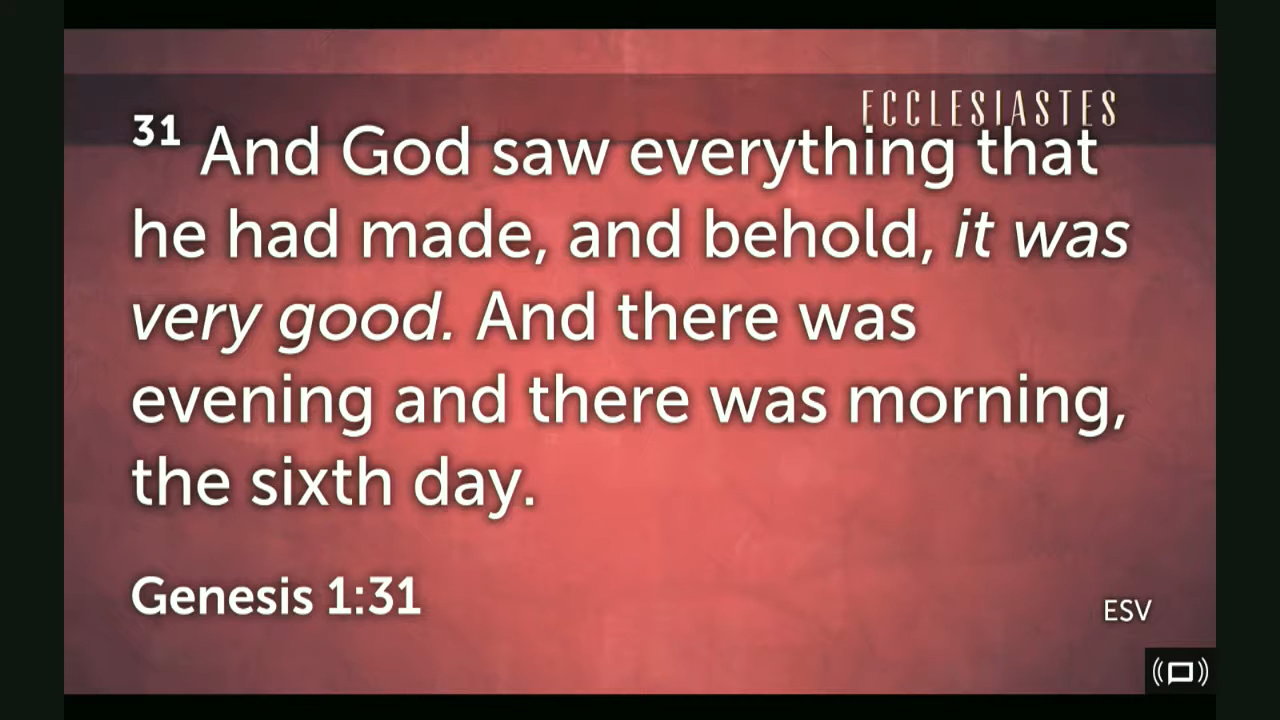 ECCLESIASTES
31 And God saw everything that
he had made, and behold, it was
very good. And there was
evening and there was morning,
the sixth day.
Genesis 1:31
ESV